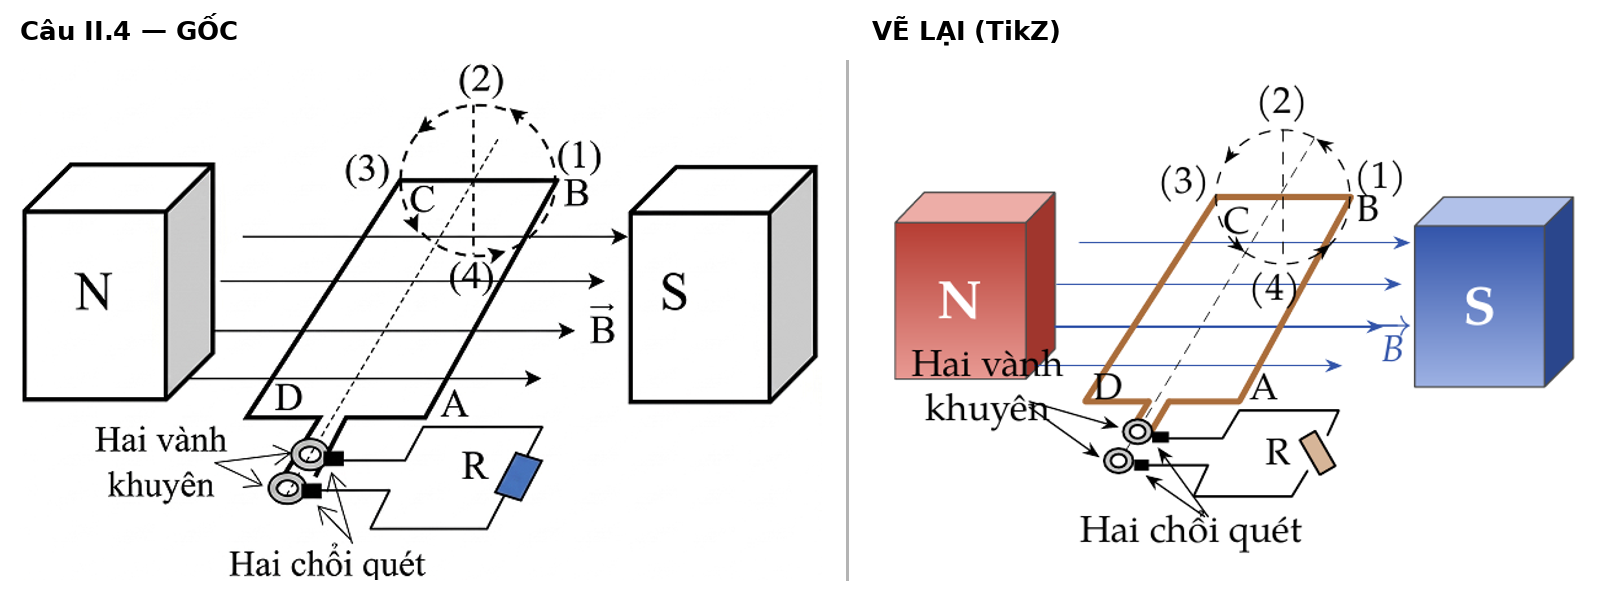 Câu II.4 — GỐC
(2)
(3)
(1)
C
B
N
S
(4)
B
D
A
Hai vành
khuyên
R
Hai chổi quét
VẼ LẠI (TikZ)
(2)
(3)
(1)
C
B
N
S
(4)
B
Hai vành
khuyên
D
A
R
Hai chổi quét